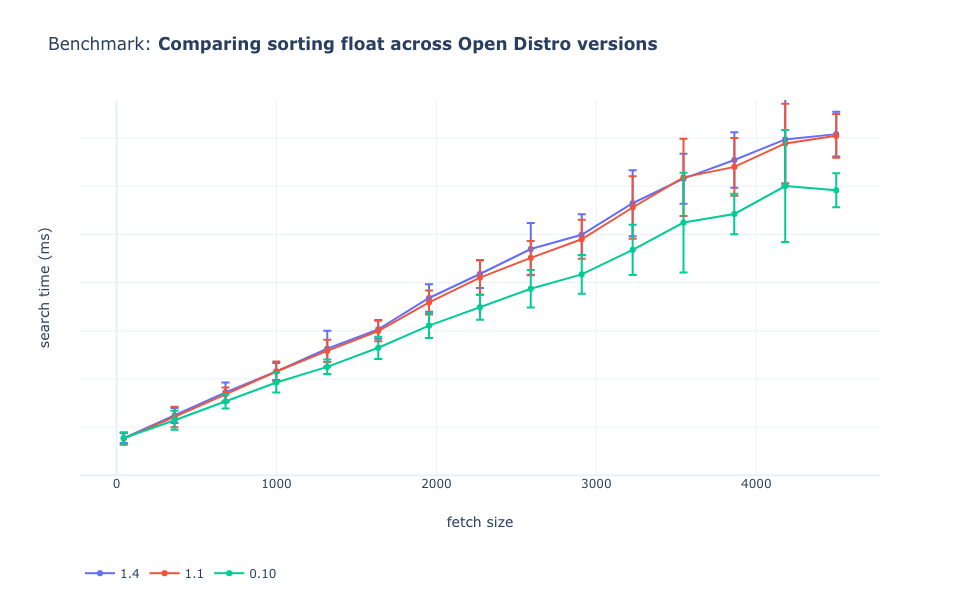 Benchmark: Comparing sorting float across Open Distro versions
search time (ms)
0 1000 2000 3000 4000
fetch size
1.4 1.1 0.10